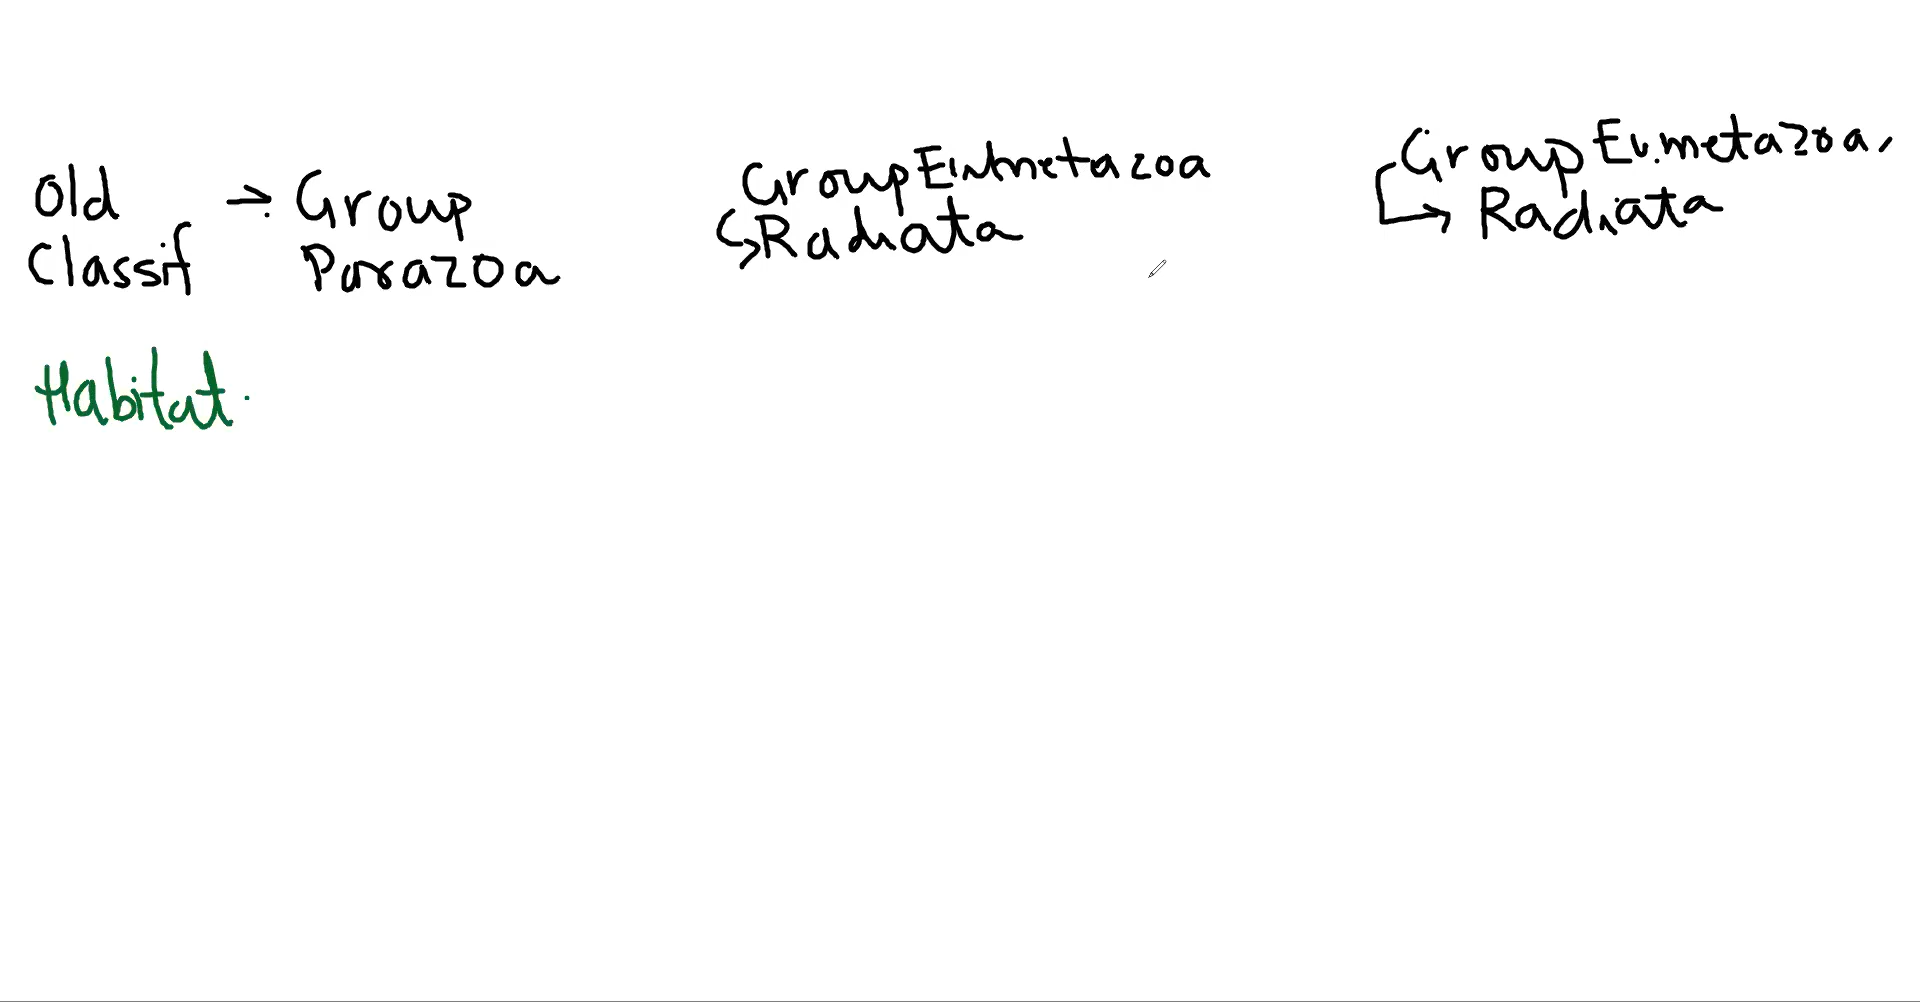 Old → Group
Classif Parazoa
Group Eumetazoa
↳ Radiata
Group Eumetazoa,
↳ Radiata
Habitat.